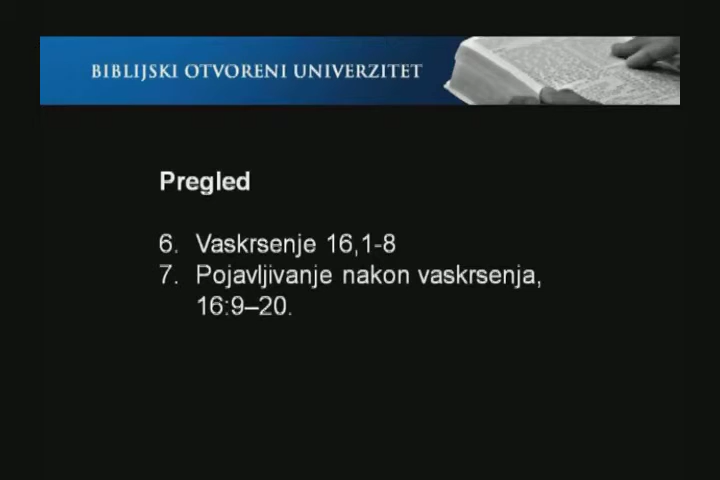 BIBLIJSKI OTVORENI UNIVERZITET
Pregled
6. Vaskrsenje 16,1-8
7. Pojavljivanje nakon vaskrsenja,
16:9–20.